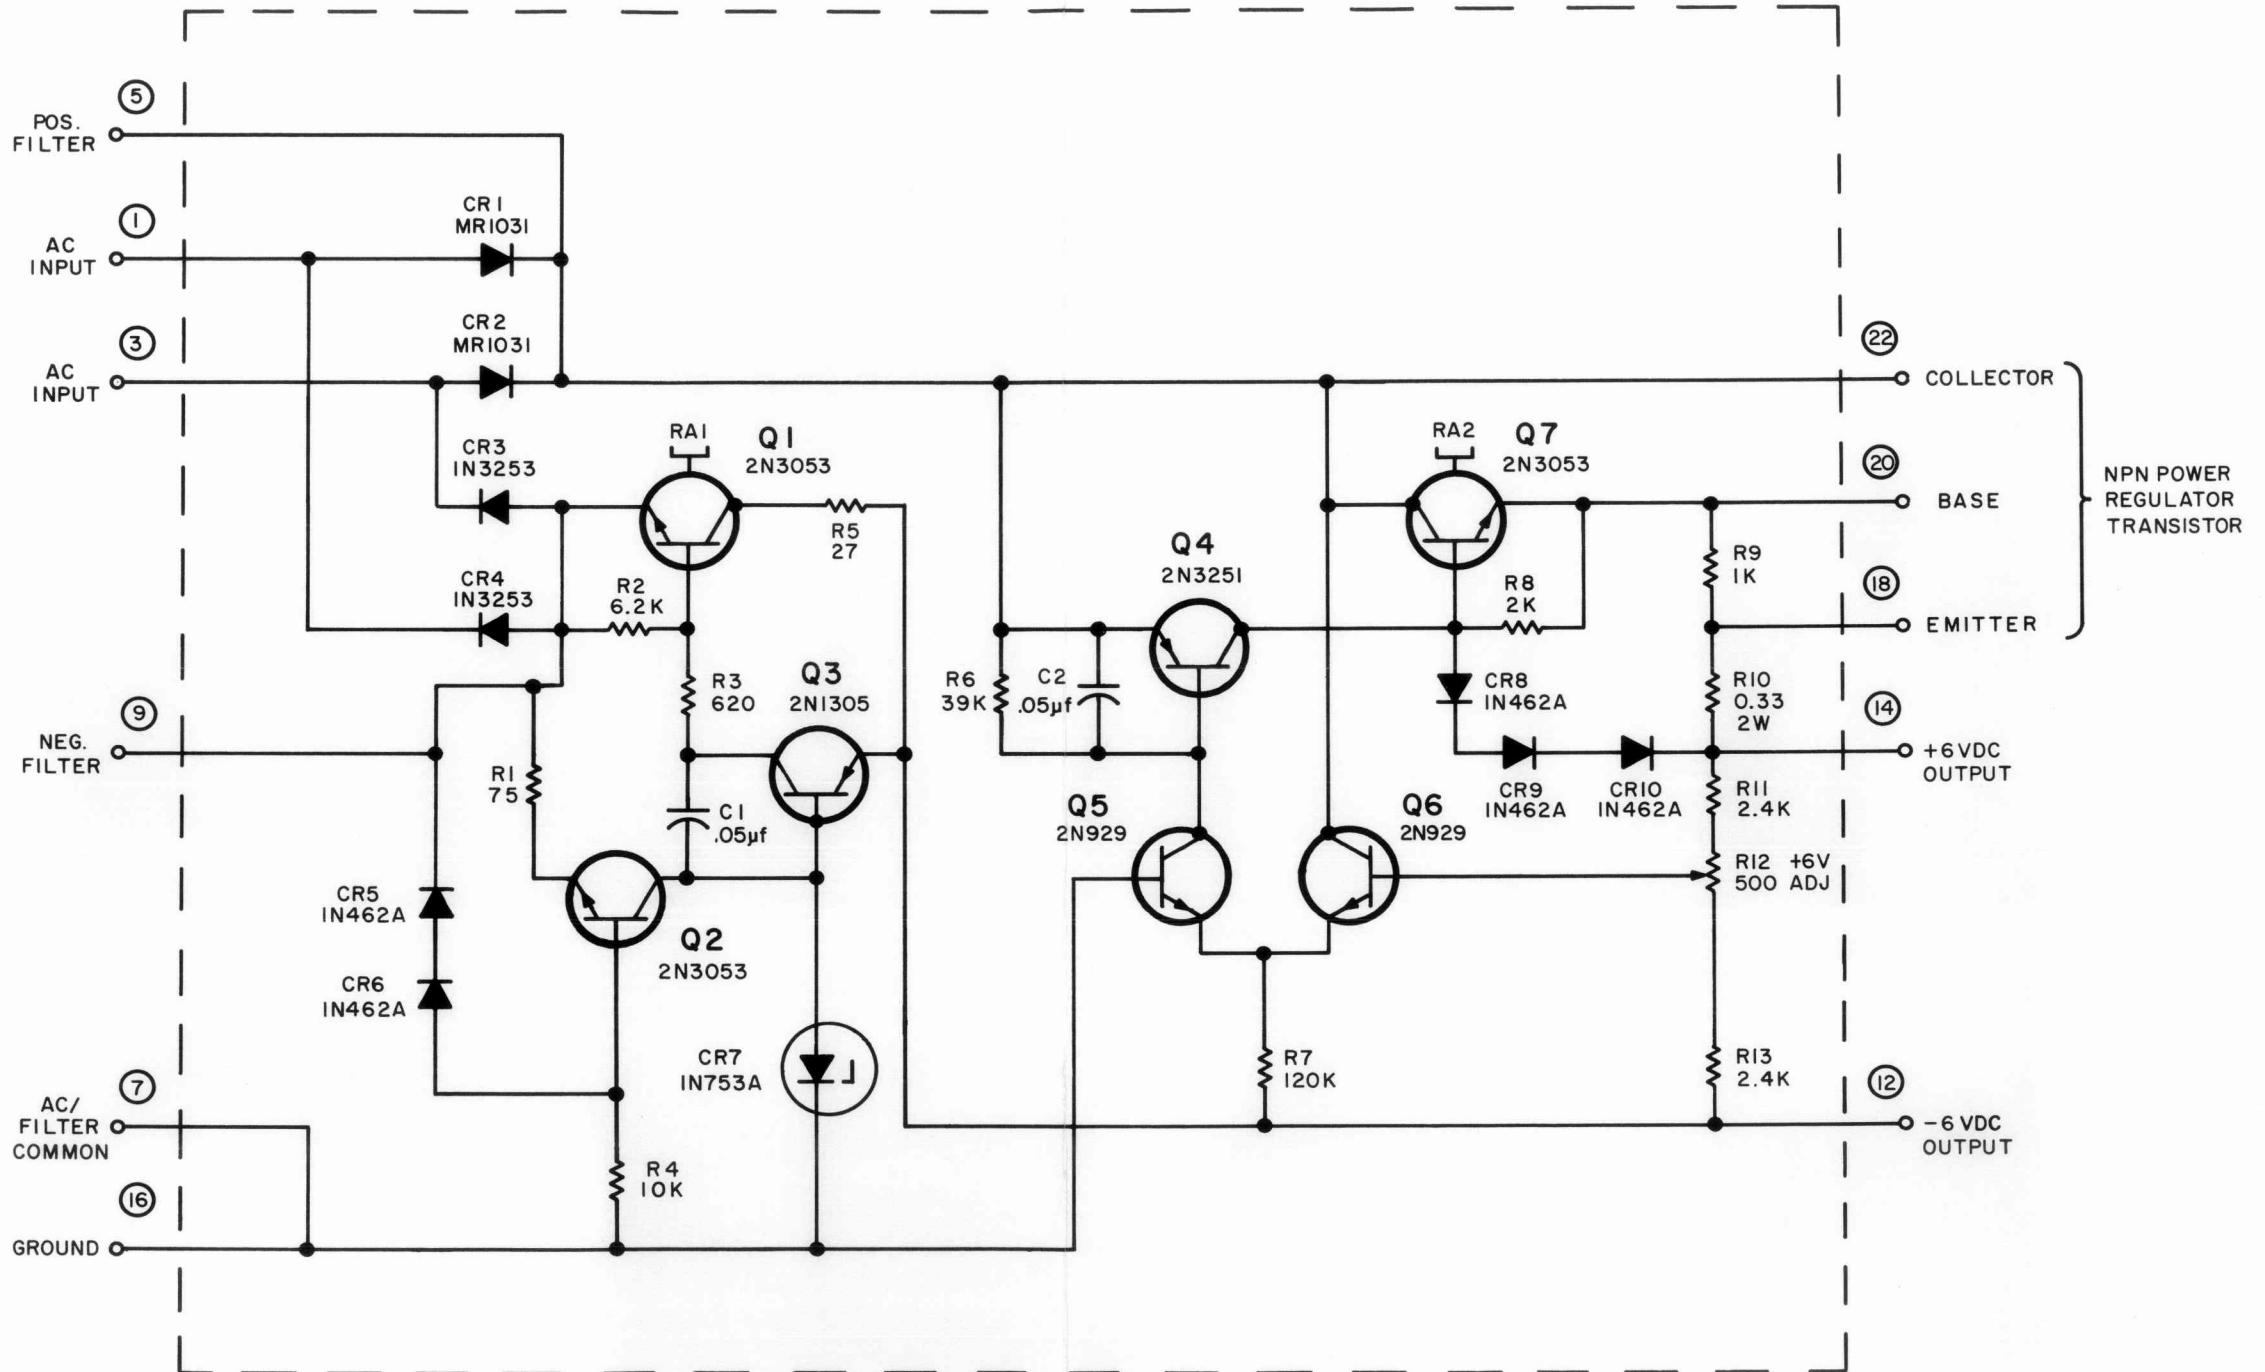 5
POS.
FILTER
1
AC
INPUT
CR1
MR1031
3
AC
INPUT
CR2
MR1031
22
COLLECTOR
CR3
1N3253
RA1
Q1
2N3053
R5
27
RA2
Q7
2N3053
20
BASE
NPN POWER
REGULATOR
TRANSISTOR
CR4
1N3253
R2
6.2K
Q4
2N3251
R8
2K
R9
1K
18
EMITTER
9
NEG.
FILTER
R1
75
R3
620
Q3
2N1305
R6
39K
C2
.05µf
CR8
1N462A
R10
0.33
2W
14
+6VDC
OUTPUT
C1
.05µf
Q5
2N929
Q6
2N929
CR9
1N462A
CR10
1N462A
R11
2.4K
R12 +6V
500 ADJ
CR5
1N462A
Q2
2N3053
CR6
1N462A
7
AC/
FILTER
COMMON
CR7
1N753A
R7
120K
R13
2.4K
12
-6VDC
OUTPUT
R4
10K
16
GROUND